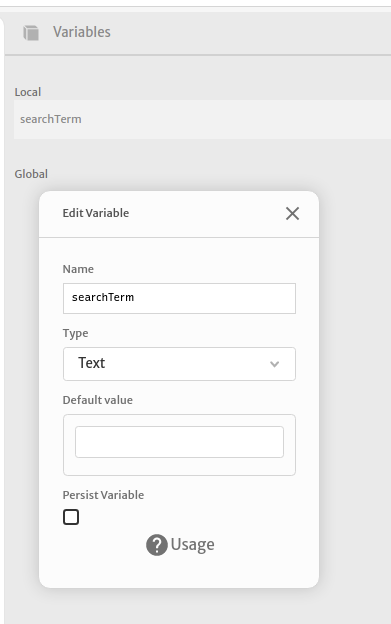 Variables
Local
searchTerm
Global
Edit Variable
Name
searchTerm
Type
Text
Default value
Persist Variable
? Usage